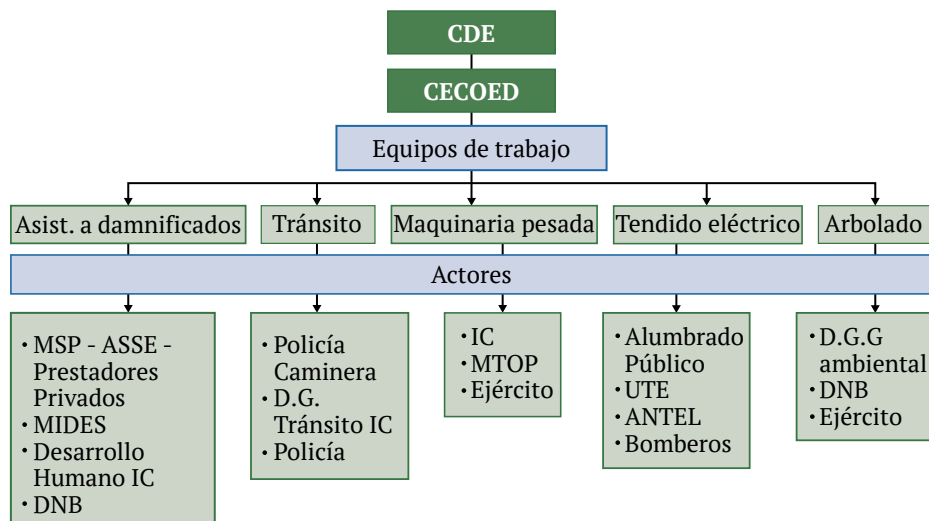 CDE
CECOED
Equipos de trabajo
Asist. a damnificados
Tránsito
Maquinaria pesada
Tendido eléctrico
Arbolado
Actores
· MSP - ASSE -
Prestadores
Privados
· MIDES
· Desarrollo
Humano IC
· DNB
· Policía
Caminera
· D.G.
Tránsito IC
· Policía
· IC
· MTOP
· Ejército
· Alumbrado
Público
· UTE
· ANTEL
· Bomberos
· D.G.G
ambiental
· DNB
· Ejército